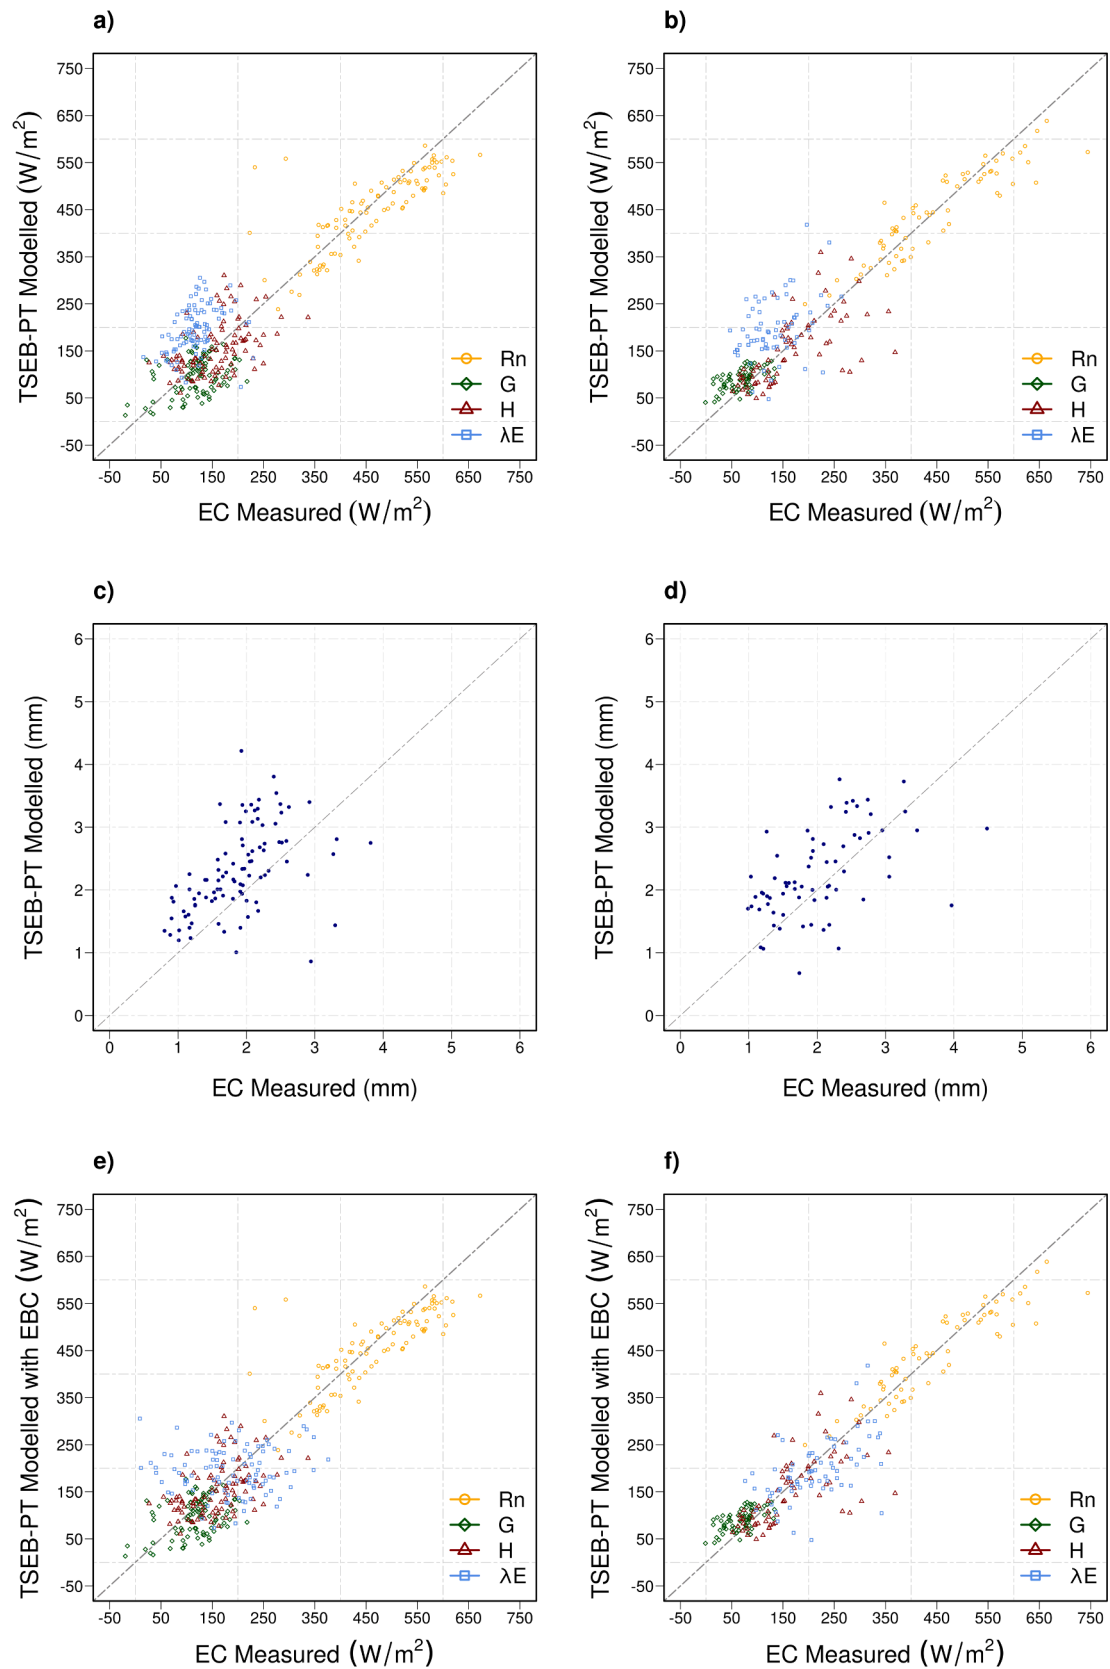 a)
TSEB-PT Modelled (W/m²)
750
650
550
450
350
250
150
50
-50
Rn
G
H
λE
-50 50 150 250 350 450 550 650 750
EC Measured (W/m²)
b)
TSEB-PT Modelled (W/m²)
750
650
550
450
350
250
150
50
-50
Rn
G
H
λE
-50 50 150 250 350 450 550 650 750
EC Measured (W/m²)
c)
TSEB-PT Modelled (mm)
6
5
4
3
2
1
0
0 1 2 3 4 5 6
EC Measured (mm)
d)
TSEB-PT Modelled (mm)
6
5
4
3
2
1
0
0 1 2 3 4 5 6
EC Measured (mm)
e)
TSEB-PT Modelled with EBC (W/m²)
750
650
550
450
350
250
150
50
-50
Rn
G
H
λE
-50 50 150 250 350 450 550 650 750
EC Measured (W/m²)
f)
TSEB-PT Modelled with EBC (W/m²)
750
650
550
450
350
250
150
50
-50
Rn
G
H
λE
-50 50 150 250 350 450 550 650 750
EC Measured (W/m²)